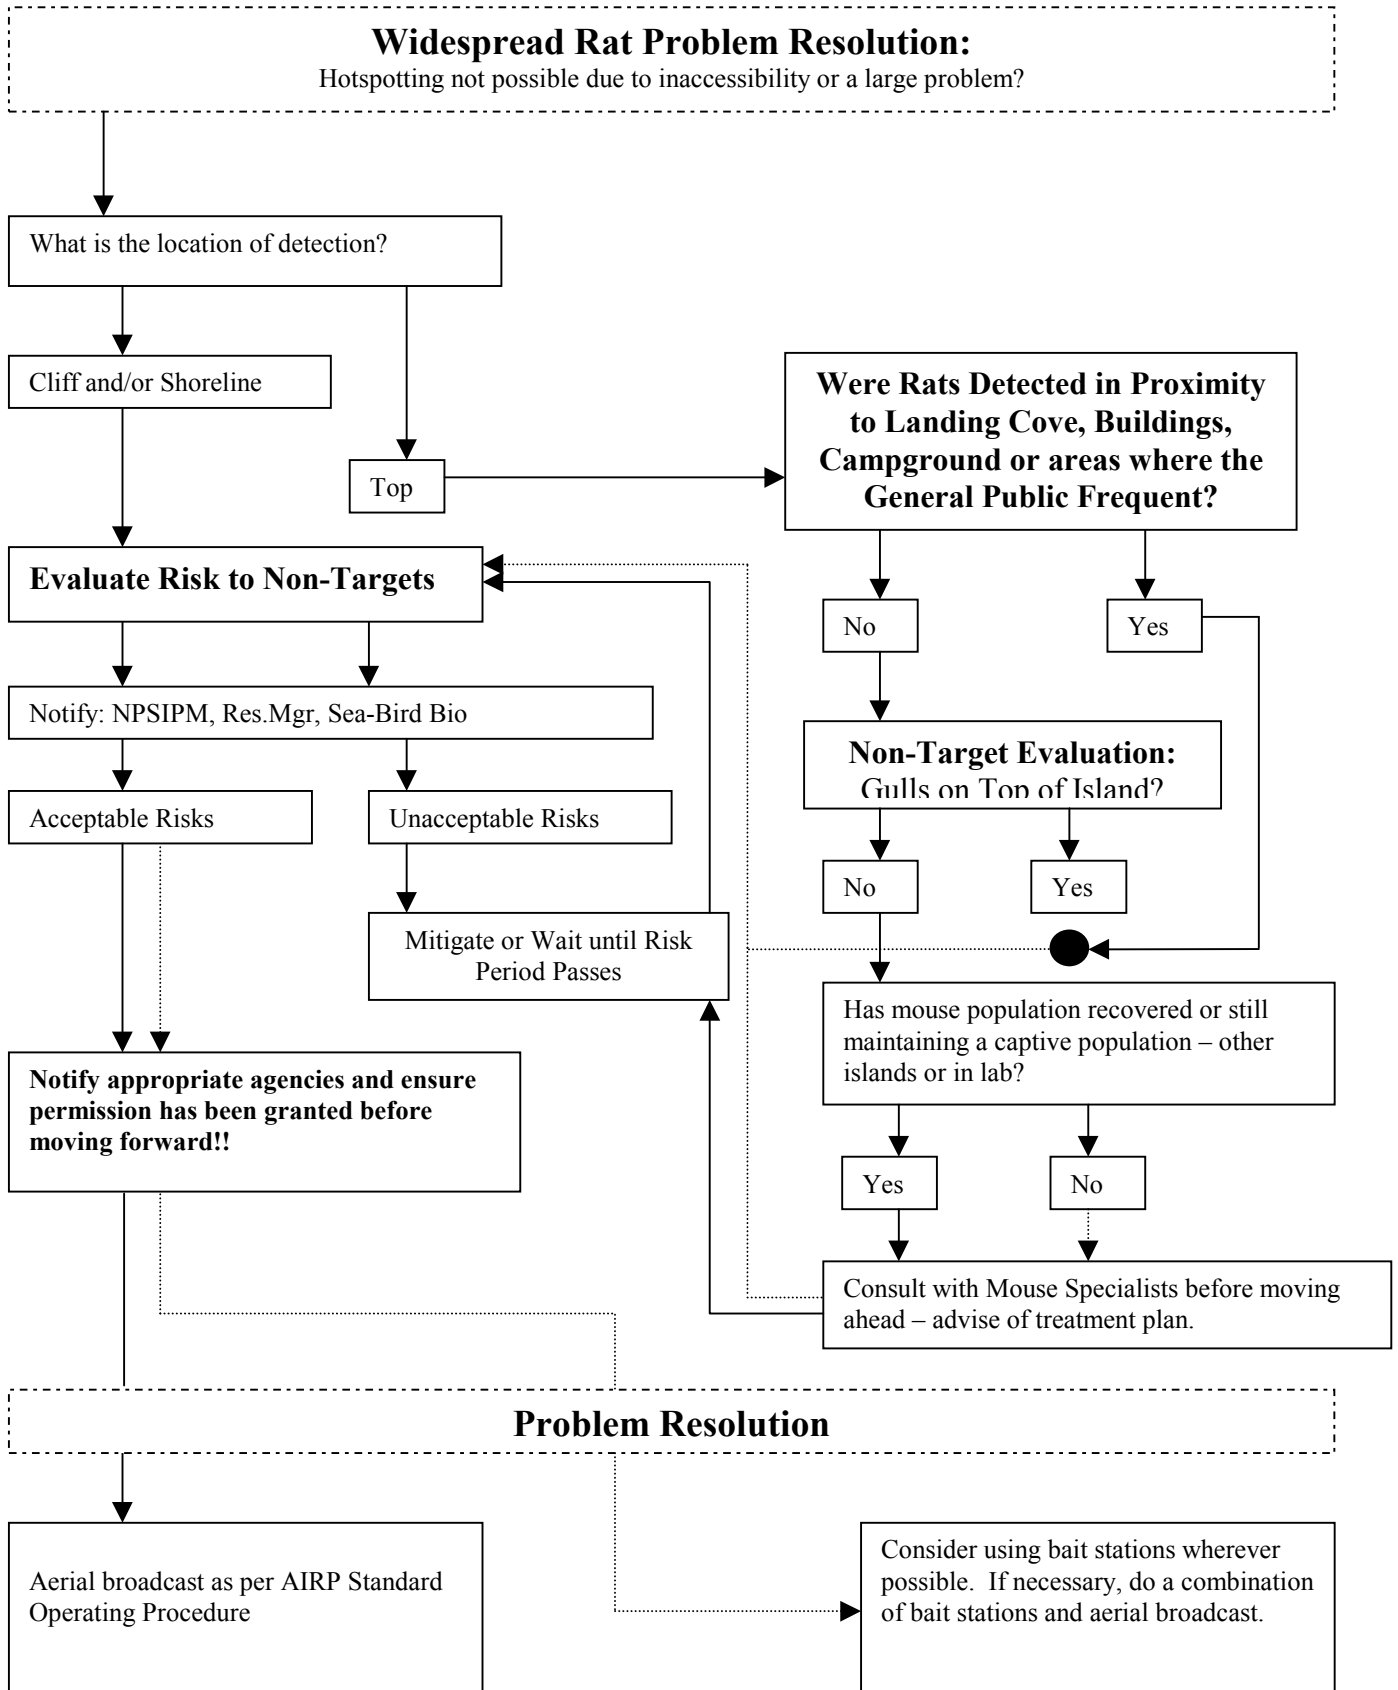 Widespread Rat Problem Resolution:
Hotspotting not possible due to inaccessibility or a large problem?
What is the location of detection?
Cliff and/or Shoreline
Top
Were Rats Detected in Proximity
to Landing Cove, Buildings,
Campground or areas where the
General Public Frequent?
Evaluate Risk to Non-Targets
No
Yes
Notify: NPSIPM, Res.Mgr, Sea-Bird Bio
Non-Target Evaluation:
Gulls on Top of Island?
Acceptable Risks
Unacceptable Risks
No
Yes
Mitigate or Wait until Risk
Period Passes
Has mouse population recovered or still
maintaining a captive population – other
islands or in lab?
Notify appropriate agencies and ensure
permission has been granted before
moving forward!!
Yes
No
Consult with Mouse Specialists before moving
ahead – advise of treatment plan.
Problem Resolution
Aerial broadcast as per AIRP Standard
Operating Procedure
Consider using bait stations wherever
possible.  If necessary, do a combination
of bait stations and aerial broadcast.